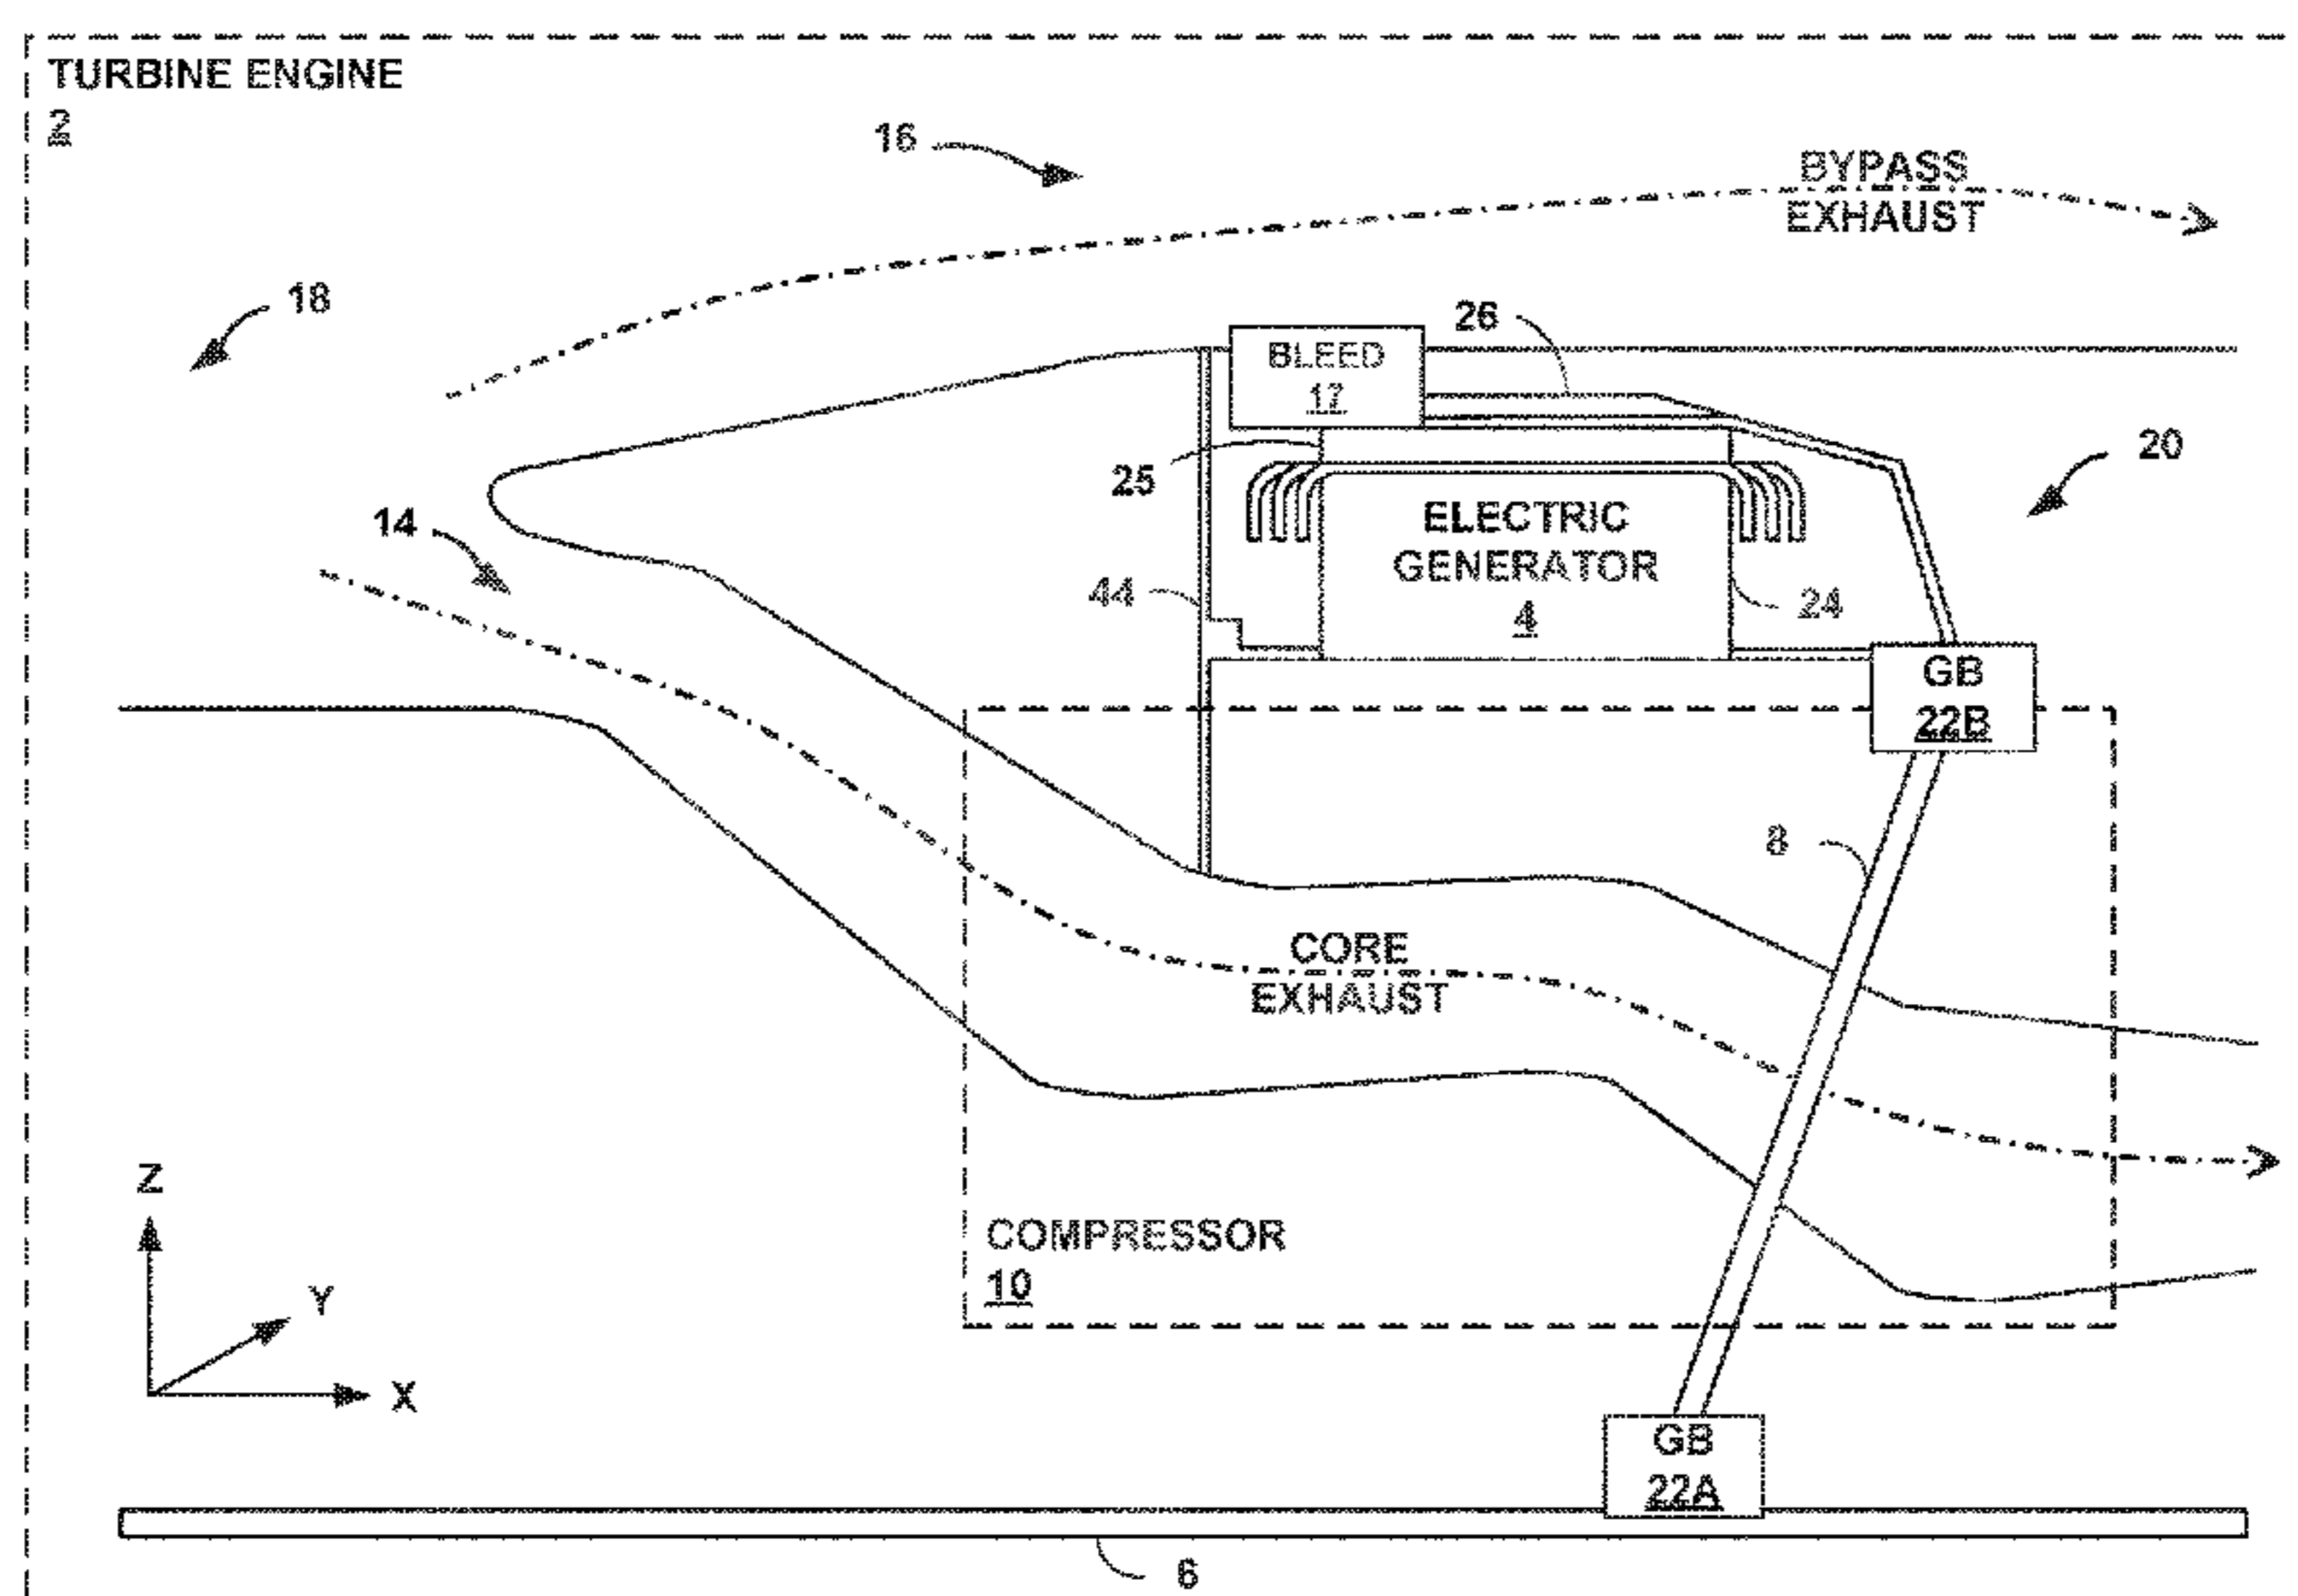 TURBINE ENGINE
2
16
BYPASS
EXHAUST
18
26
BLEED
17
20
25
14
ELECTRIC
GENERATOR
4
44
24
GB
22B
8
CORE
EXHAUST
Z
COMPRESSOR
10
Y
X
GB
22A
6